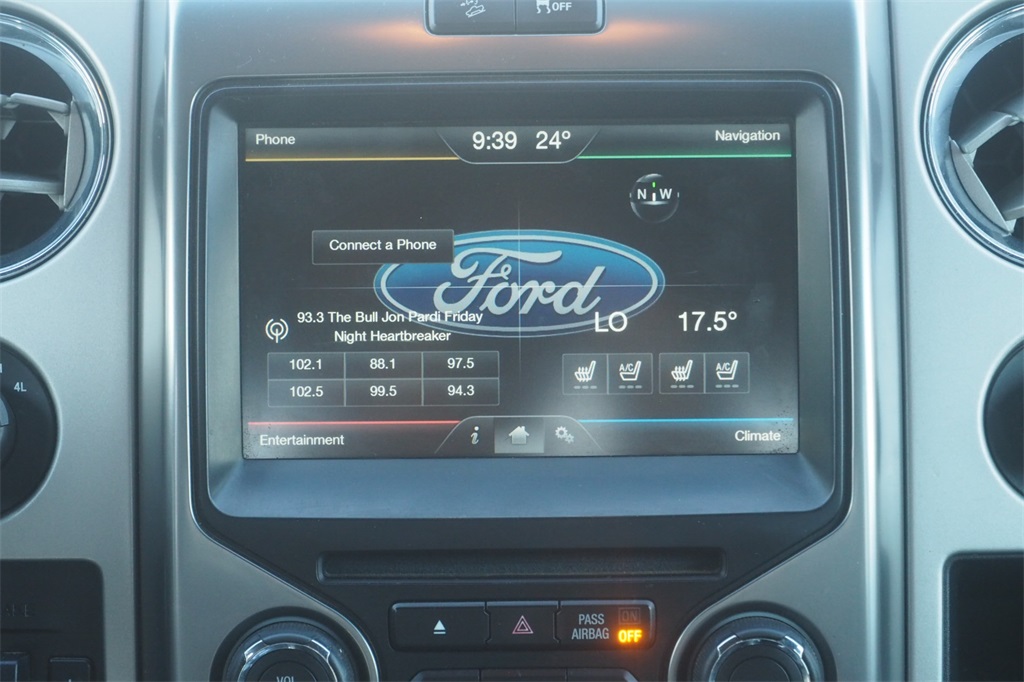 OFF
Phone
9:39 24°
Navigation
N W
Connect a Phone
Ford
93.3 The Bull Jon Pardi Friday
Night Heartbreaker
LO 17.5°
102.1 88.1 97.5
102.5 99.5 94.3
A/C A/C
i
Entertainment
Climate
4L
PASS
AIRBAG
ON
OFF
VOL